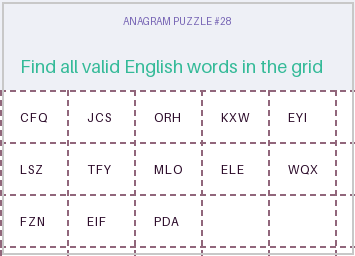 ANAGRAM PUZZLE #28
Find all valid English words in the grid
CFQ JCS ORH KXW EYI
LSZ TFY MLO ELE WQX
FZN EIF PDA